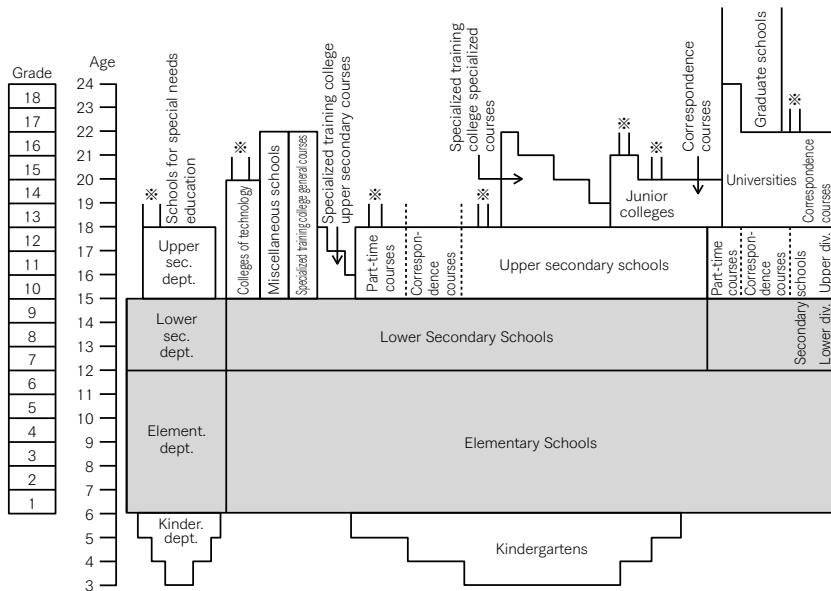 Grade
18
17
16
15
14
13
12
11
10
9
8
7
6
5
4
3
2
1
Age
24
23
22
21
20
19
18
17
16
15
14
13
12
11
10
9
8
7
6
5
4
3
※
Schools for special needs
education
Upper
sec.
dept.
Lower
sec.
dept.
Element.
dept.
Kinder.
dept.
※
Colleges of technology
Miscellaneous schools
Specialized training college general courses
Specialized training college
upper secondary courses
※
Part-time
courses
Correspon-
dence
courses
Specialized training
college specialized
courses
※
Upper secondary schools
※
※
Junior
colleges
Correspondence
courses
Graduate schools
※
Universities
Correspondence
courses
Part-time
courses
Correspon-
dence
courses
Secondary schools
Lower div. Upper div.
Lower Secondary Schools
Elementary Schools
Kindergartens